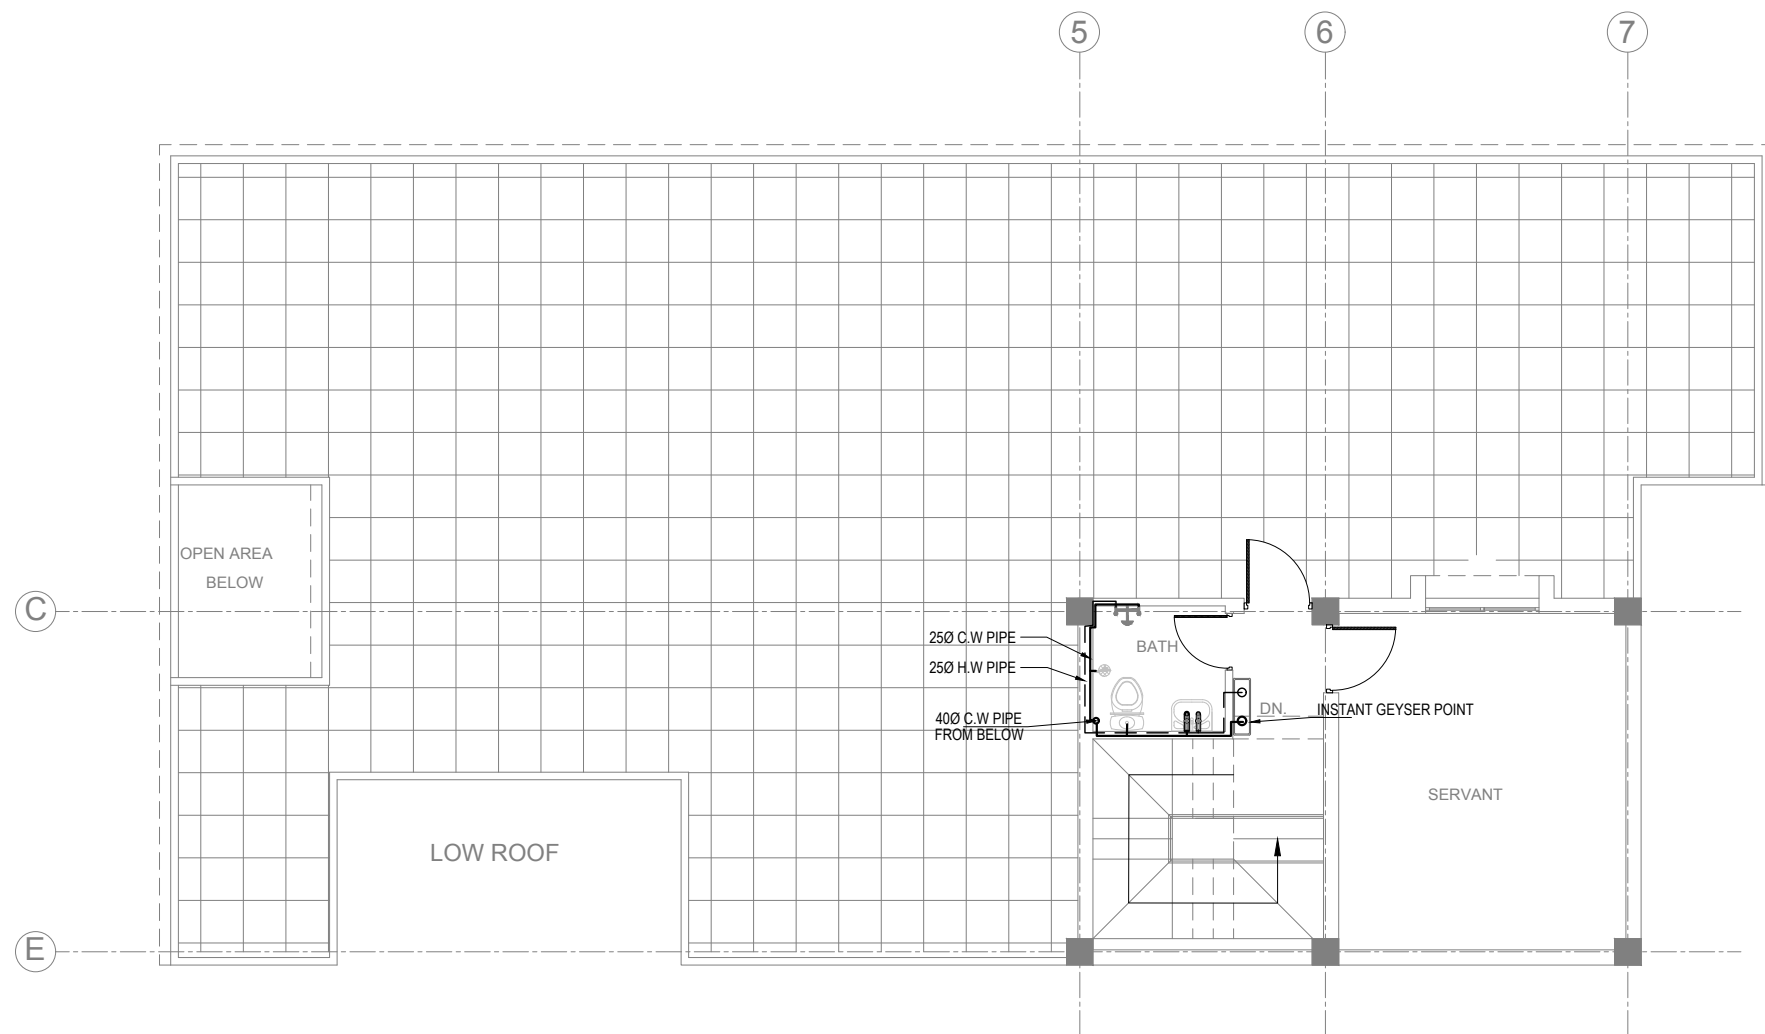 5
6
7
OPEN AREA
BELOW
C
25Ø C.W PIPE
BATH
25Ø H.W PIPE
40Ø C.W PIPE
FROM BELOW
DN.
INSTANT GEYSER POINT
SERVANT
LOW ROOF
E